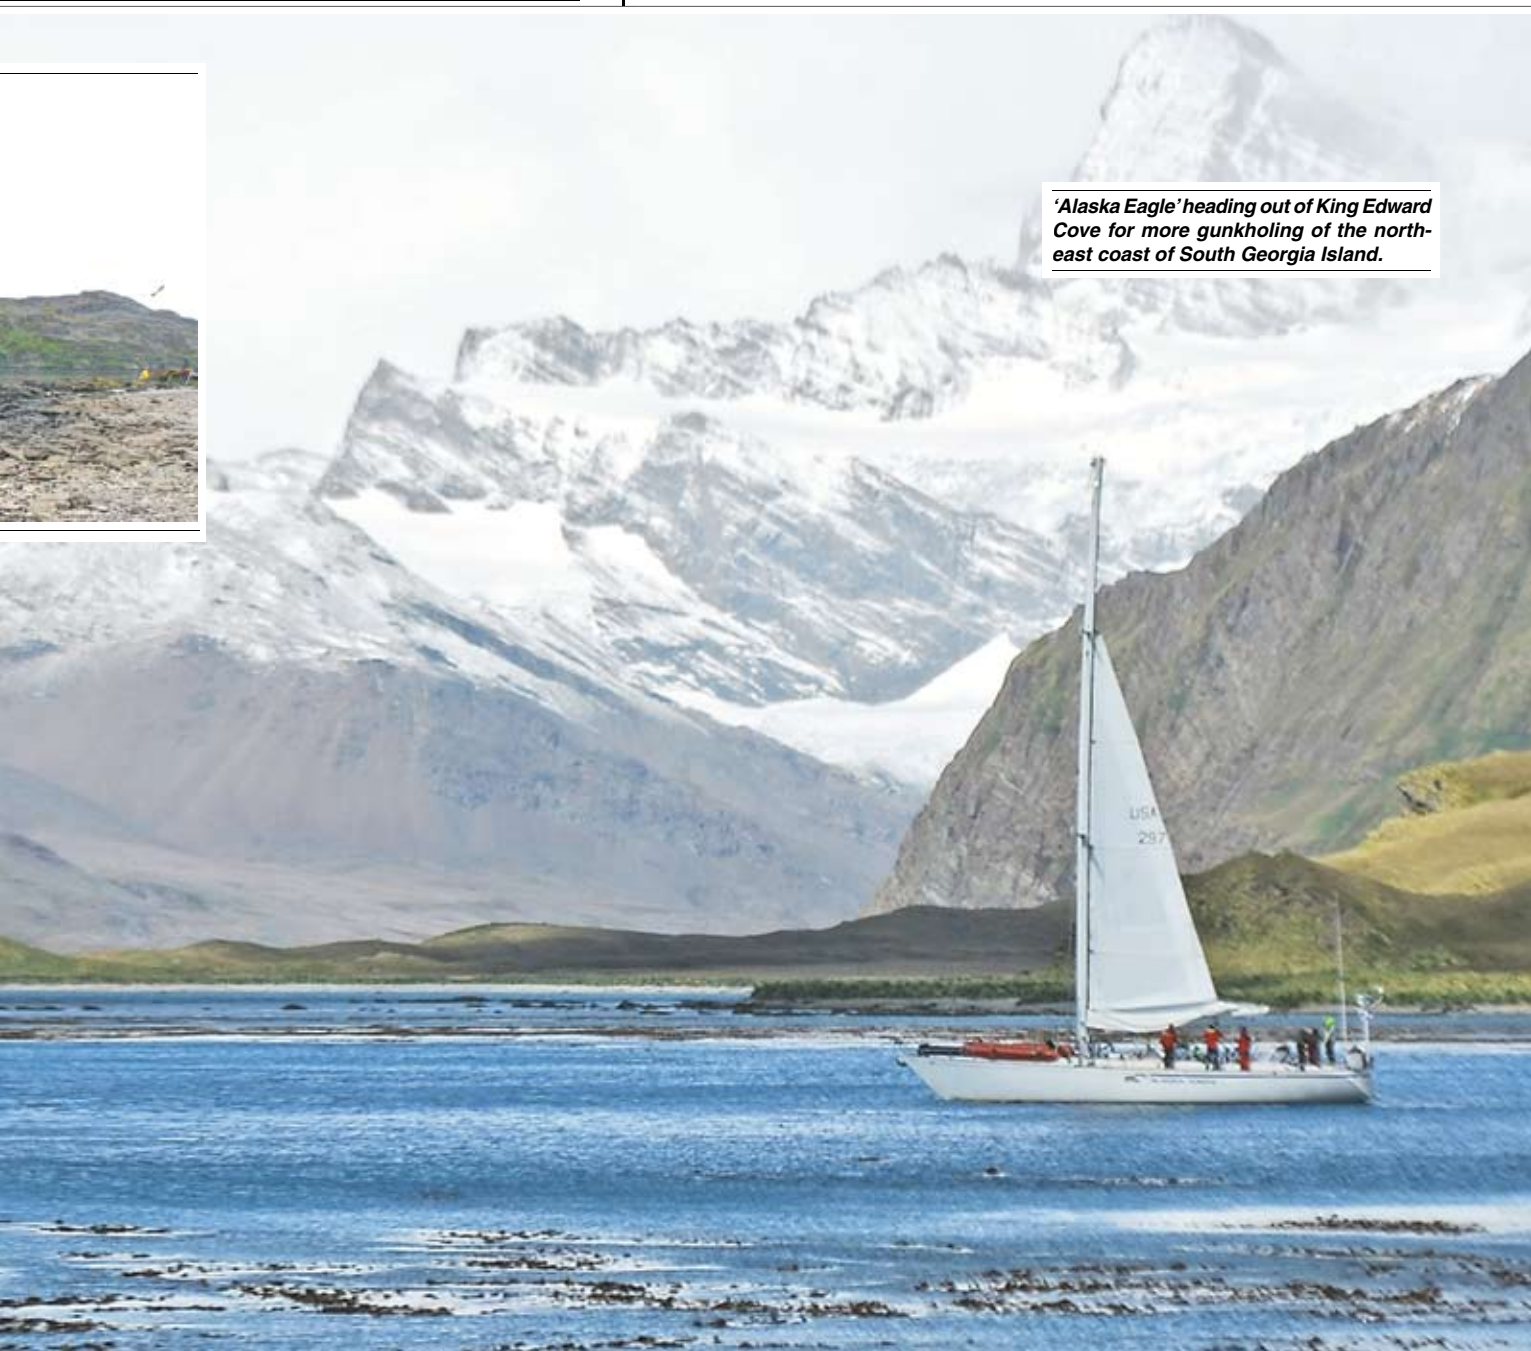 ‘Alaska Eagle’ heading out of King Edward
Cove for more gunkholing of the north-
east coast of South Georgia Island.
USA
297